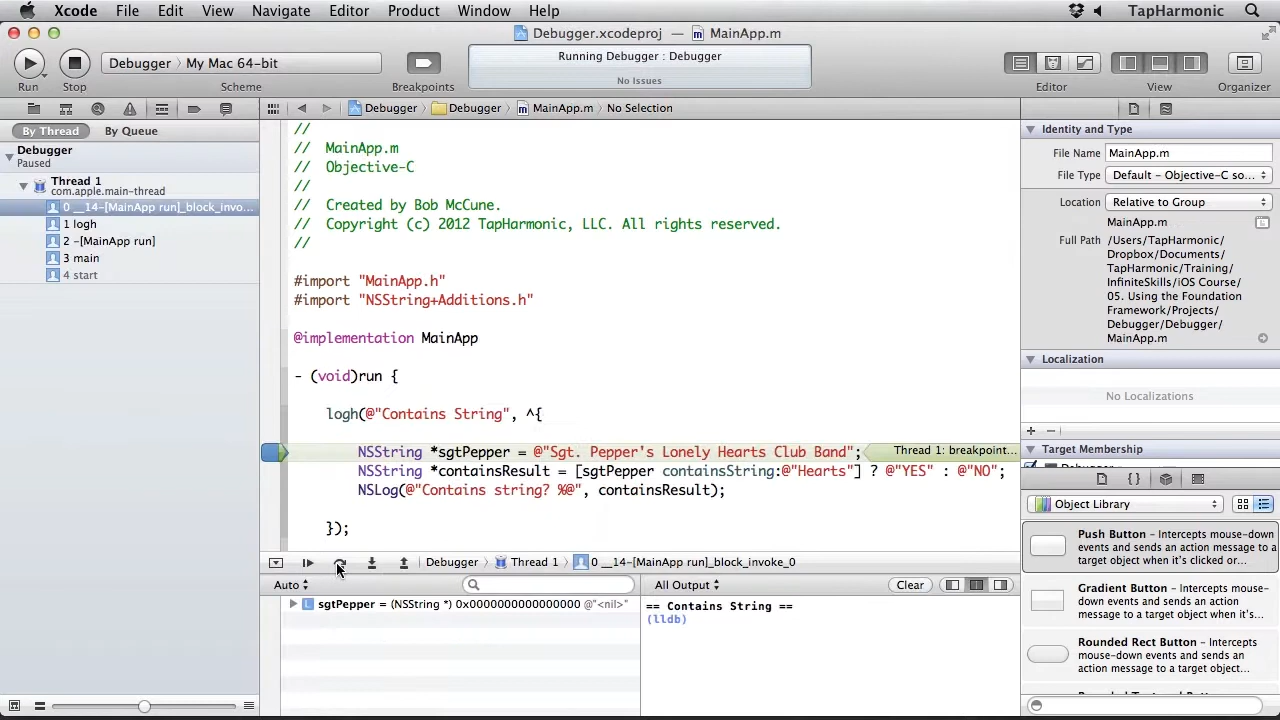 Xcode File Edit View Navigate Editor Product Window Help TapHarmonic
Debugger.xcodeproj — MainApp.m
Debugger › My Mac 64-bit
Running Debugger : Debugger
No Issues
Run Stop Scheme Breakpoints Editor View Organizer
Debugger › Debugger › MainApp.m › No Selection
By Thread By Queue
Debugger
Paused
Thread 1
com.apple.main-thread
0 __14-[MainApp run]_block_invo...
1 logh
2 -[MainApp run]
3 main
4 start
//
// MainApp.m
// Objective-C
//
// Created by Bob McCune.
// Copyright (c) 2012 TapHarmonic, LLC. All rights reserved.
//
#import "MainApp.h"
#import "NSString+Additions.h"
@implementation MainApp
- (void)run {
logh(@"Contains String", ^{
NSString *sgtPepper = @"Sgt. Pepper's Lonely Hearts Club Band"; Thread 1: breakpoint...
NSString *containsResult = [sgtPepper containsString:@"Hearts"] ? @"YES" : @"NO";
NSLog(@"Contains string? %@", containsResult);
});
Debugger › Thread 1 › 0 __14-[MainApp run]_block_invoke_0
Auto All Output Clear
sgtPepper = (NSString *) 0x0000000000000000 @"<nil>"
== Contains String ==
(lldb)
Identity and Type
File Name MainApp.m
File Type Default - Objective-C so...
Location Relative to Group
MainApp.m
Full Path /Users/TapHarmonic/
Dropbox/Documents/
TapHarmonic/Training/
InfiniteSkills/iOS Course/
05. Using the Foundation
Framework/Projects/
Debugger/Debugger/
MainApp.m
Localization
No Localizations
Target Membership
Object Library
Push Button – Intercepts
mouse-down events and sends an action message to a
target object when it's clicked or...
Gradient Button – Intercepts
mouse-down events and sends an action
message to a target object when it's...
Rounded Rect Button – Intercepts
mouse-down events and sends an
action message to a target object...